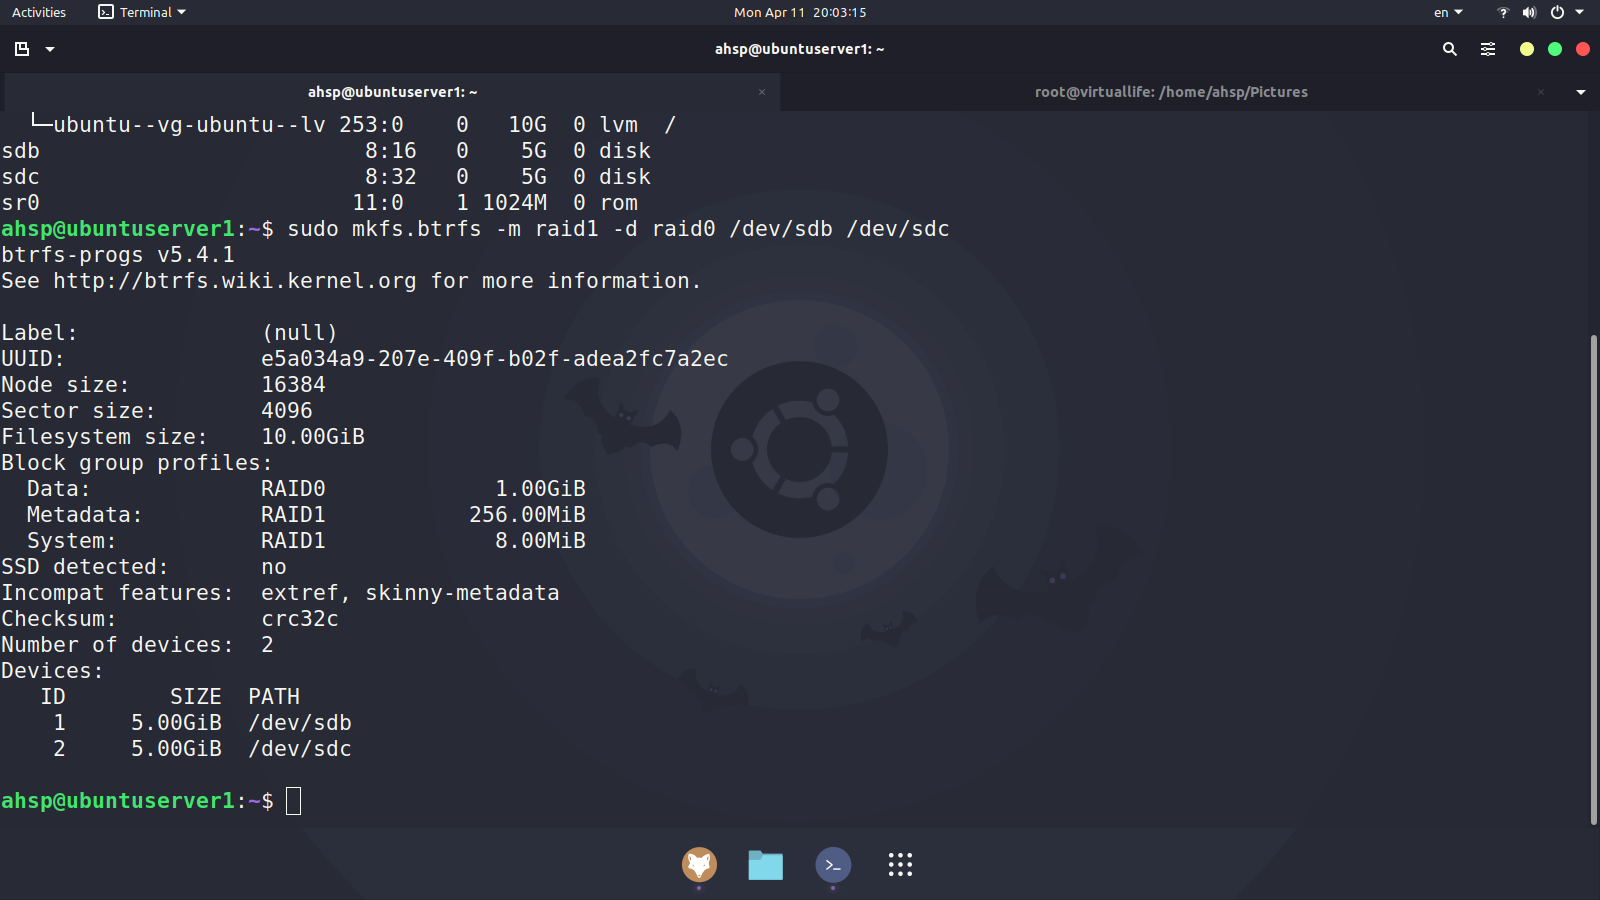 Activities Terminal Mon Apr 11 20:03:15 en
ahsp@ubuntuserver1: ~
ahsp@ubuntuserver1: ~ × root@virtuallife: /home/ahsp/Pictures ×
└─ubuntu--vg-ubuntu--lv 253:0 0 10G 0 lvm /
sdb 8:16 0 5G 0 disk
sdc 8:32 0 5G 0 disk
sr0 11:0 1 1024M 0 rom
ahsp@ubuntuserver1:~$ sudo mkfs.btrfs -m raid1 -d raid0 /dev/sdb /dev/sdc
btrfs-progs v5.4.1
See http://btrfs.wiki.kernel.org for more information.
Label: (null)
UUID: e5a034a9-207e-409f-b02f-adea2fc7a2ec
Node size: 16384
Sector size: 4096
Filesystem size: 10.00GiB
Block group profiles:
Data: RAID0 1.00GiB
Metadata: RAID1 256.00MiB
System: RAID1 8.00MiB
SSD detected: no
Incompat features: extref, skinny-metadata
Checksum: crc32c
Number of devices: 2
Devices:
ID SIZE PATH
1 5.00GiB /dev/sdb
2 5.00GiB /dev/sdc
ahsp@ubuntuserver1:~$